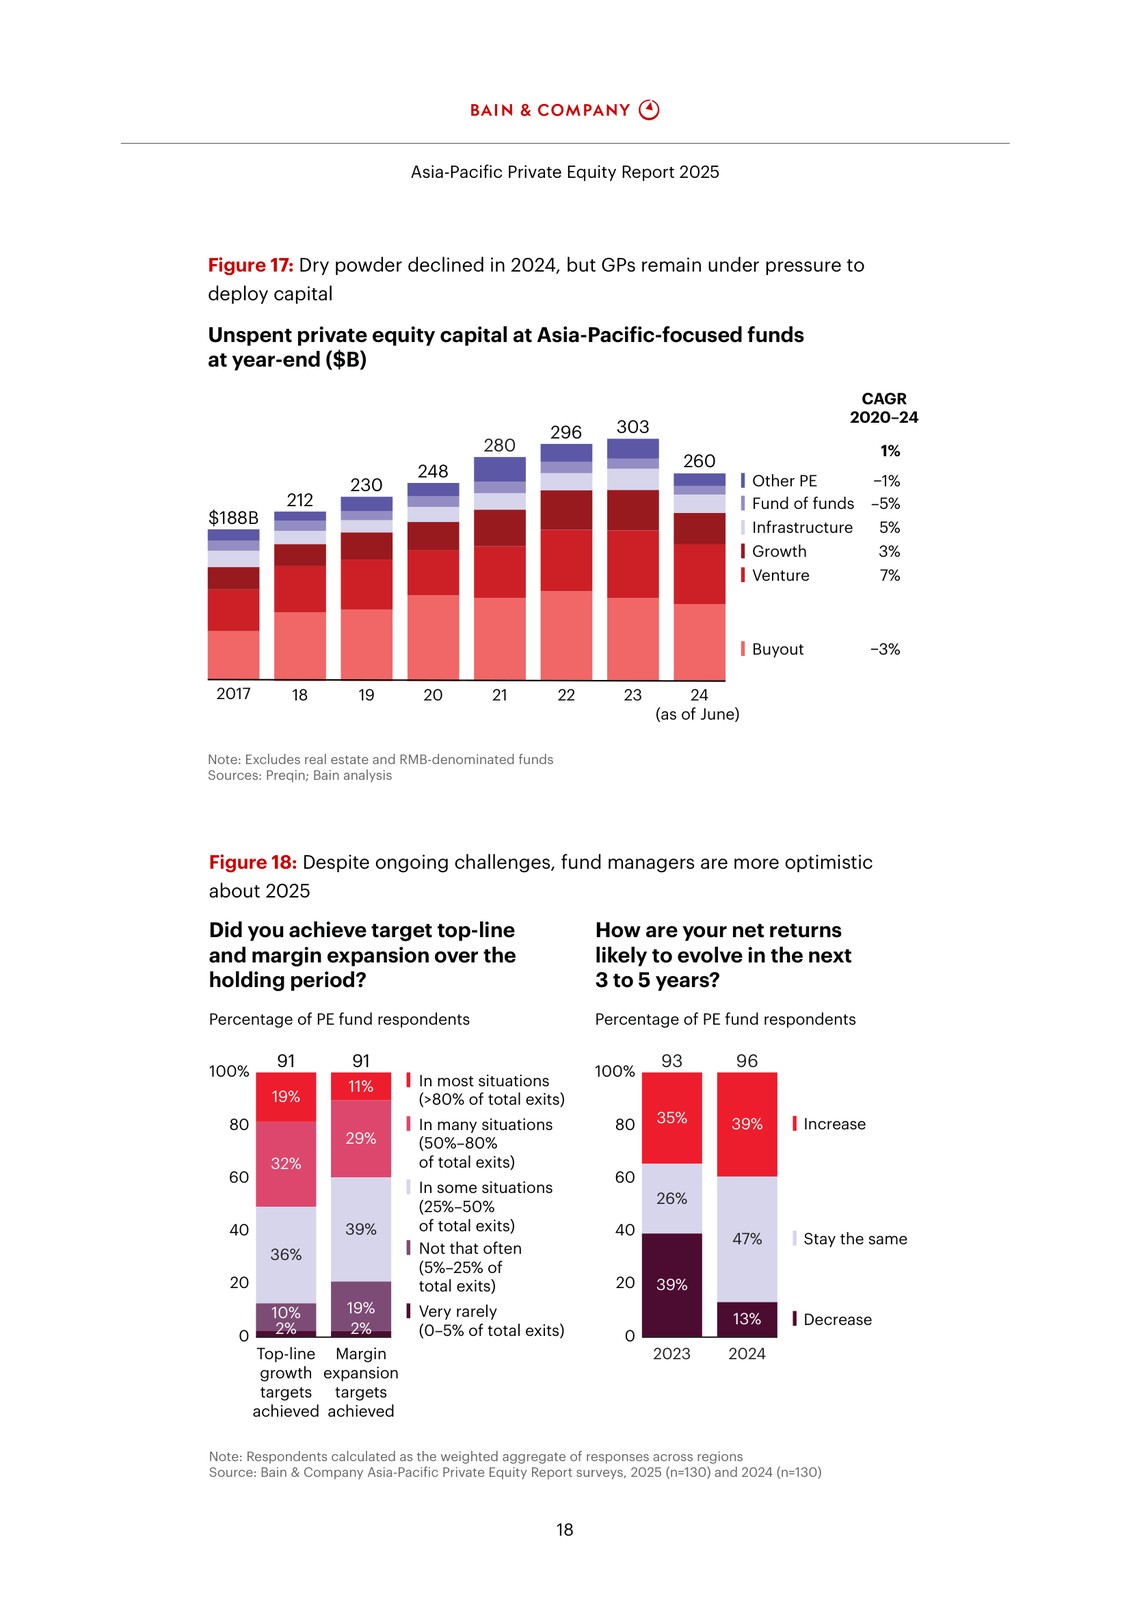 BAIN & COMPANY
Asia-Pacific Private Equity Report 2025
Figure 17: Dry powder declined in 2024, but GPs remain under pressure to
deploy capital
Unspent private equity capital at Asia-Pacific-focused funds
at year-end ($B)
CAGR
2020–24
1%
$188B 212 230 248 280 296 303 260
Other PE –1%
Fund of funds –5%
Infrastructure 5%
Growth 3%
Venture 7%
Buyout –3%
2017 18 19 20 21 22 23 24
(as of June)
Note: Excludes real estate and RMB-denominated funds
Sources: Preqin; Bain analysis
Figure 18: Despite ongoing challenges, fund managers are more optimistic
about 2025
Did you achieve target top-line
and margin expansion over the
holding period?
Percentage of PE fund respondents
91 91
100%
80
60
40
20
0
19% 11%
32% 29%
36% 39%
10% 19%
2% 2%
In most situations
(>80% of total exits)
In many situations
(50%–80%
of total exits)
In some situations
(25%–50%
of total exits)
Not that often
(5%–25% of
total exits)
Very rarely
(0–5% of total exits)
Top-line Margin
growth expansion
targets targets
achieved achieved
How are your net returns
likely to evolve in the next
3 to 5 years?
Percentage of PE fund respondents
93 96
100%
80
60
40
20
0
35% 39%
26% 47%
39% 13%
Increase
Stay the same
Decrease
2023 2024
Note: Respondents calculated as the weighted aggregate of responses across regions
Source: Bain & Company Asia-Pacific Private Equity Report surveys, 2025 (n=130) and 2024 (n=130)
18